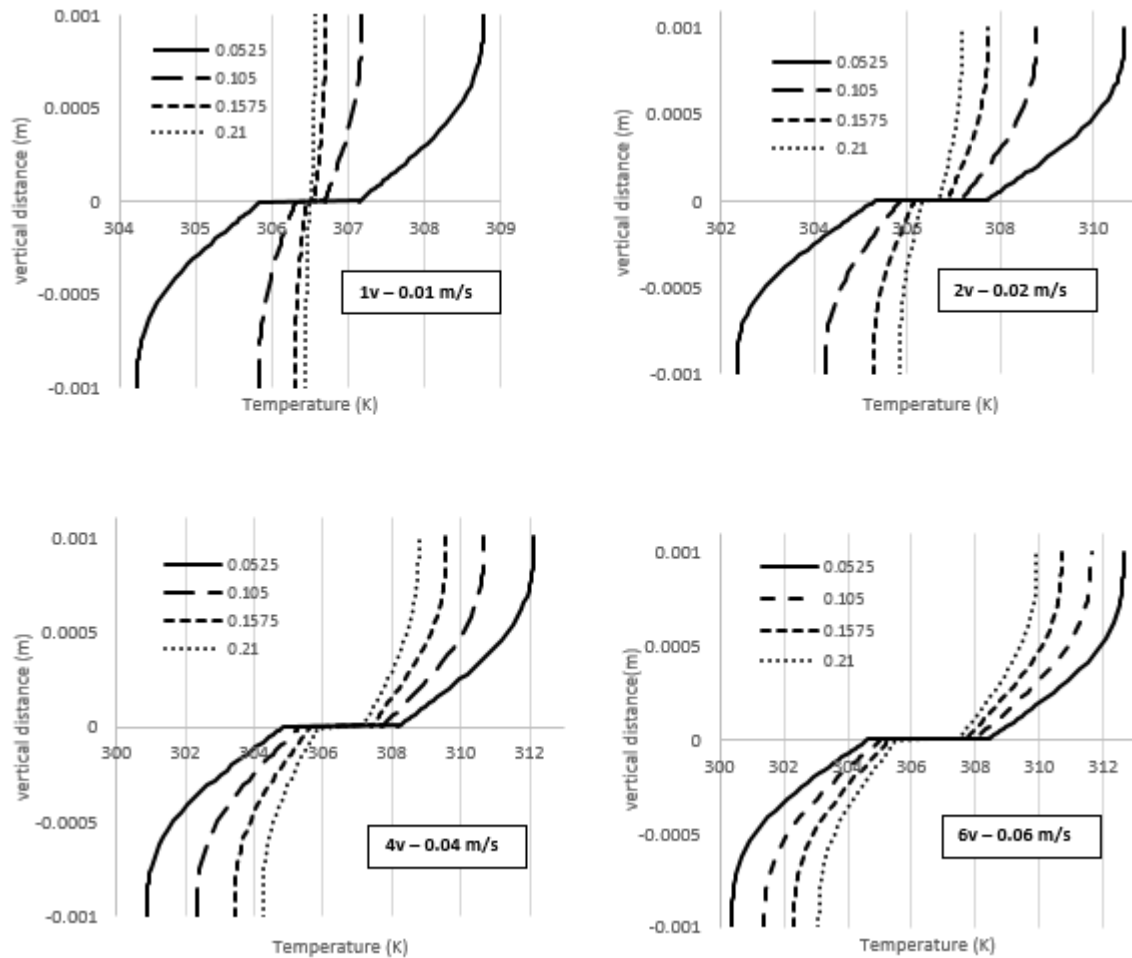 0.001
0.0525
0.105
0.1575
0.21
0.0005
vertical distance (m)
0
304 305 306 307 308 309
-0.0005
1v – 0.01 m/s
-0.001
Temperature (K)
0.001
0.0525
0.105
0.1575
0.21
0.0005
vertical distance (m)
0
302 304 306 308 310
-0.0005
2v – 0.02 m/s
-0.001
Temperature (K)
0.001
0.0525
0.105
0.1575
0.21
0.0005
vertical distance (m)
0
300 302 304 306 308 310 312
-0.0005
4v – 0.04 m/s
-0.001
Temperature (K)
0.001
0.0525
0.105
0.1575
0.21
0.0005
vertical distance(m)
0
300 302 304 306 308 310 312
-0.0005
6v – 0.06 m/s
-0.001
Temperature (K)